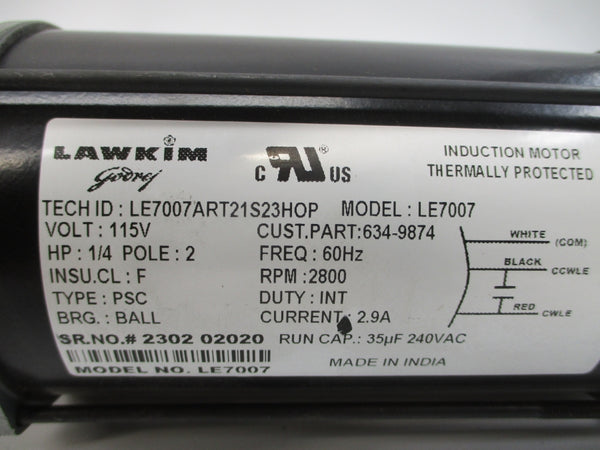 LAWKIM
Godrej
C RU ® US
INDUCTION MOTOR
THERMALLY PROTECTED
TECH ID : LE7007ART21S23HOP MODEL : LE7007
VOLT : 115V CUST.PART:634-9874
HP : 1/4 POLE : 2 FREQ : 60Hz
INSU.CL : F RPM : 2800
TYPE : PSC DUTY : INT
BRG. : BALL CURRENT : 2.9A
SR.NO.# 2302 02020 RUN CAP.: 35µF 240VAC
MODEL NO. LE7007 MADE IN INDIA
WHITE (COM)
BLACK CCWLE
RED CWLE